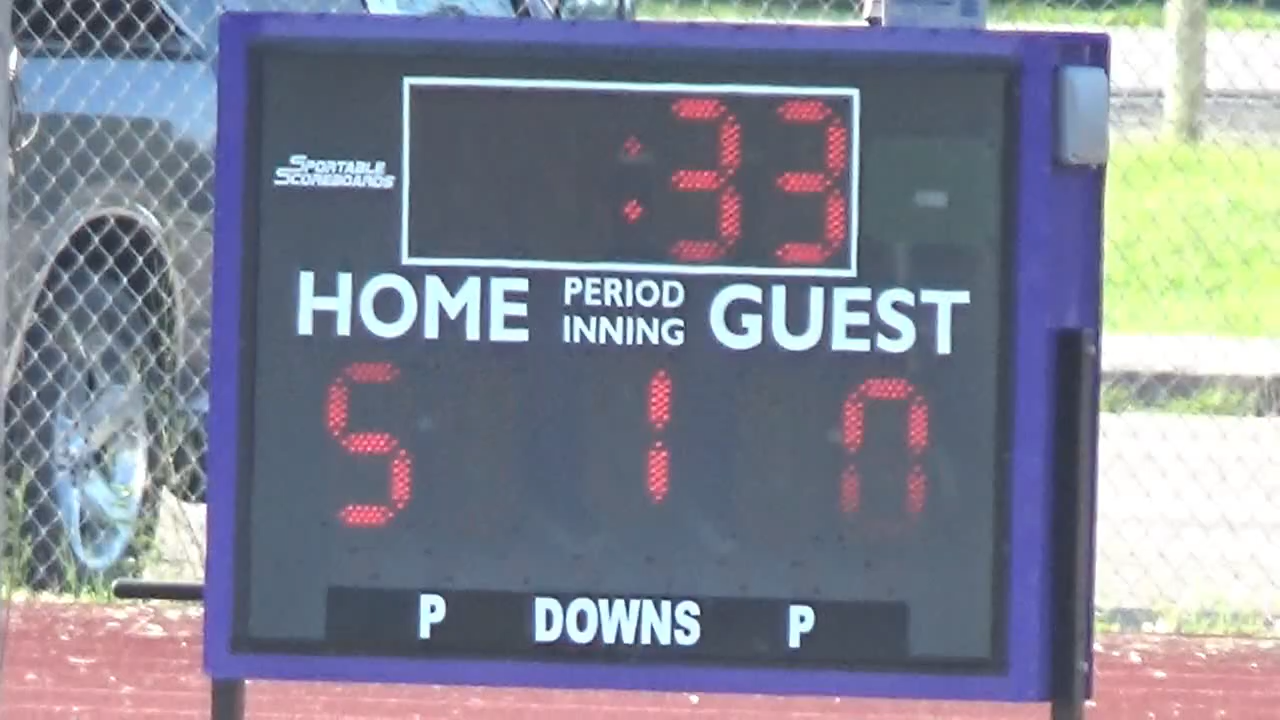 :33
SPORTABLE
SCOREBOARDS
HOME PERIOD INNING GUEST
5 1 0
P DOWNS P